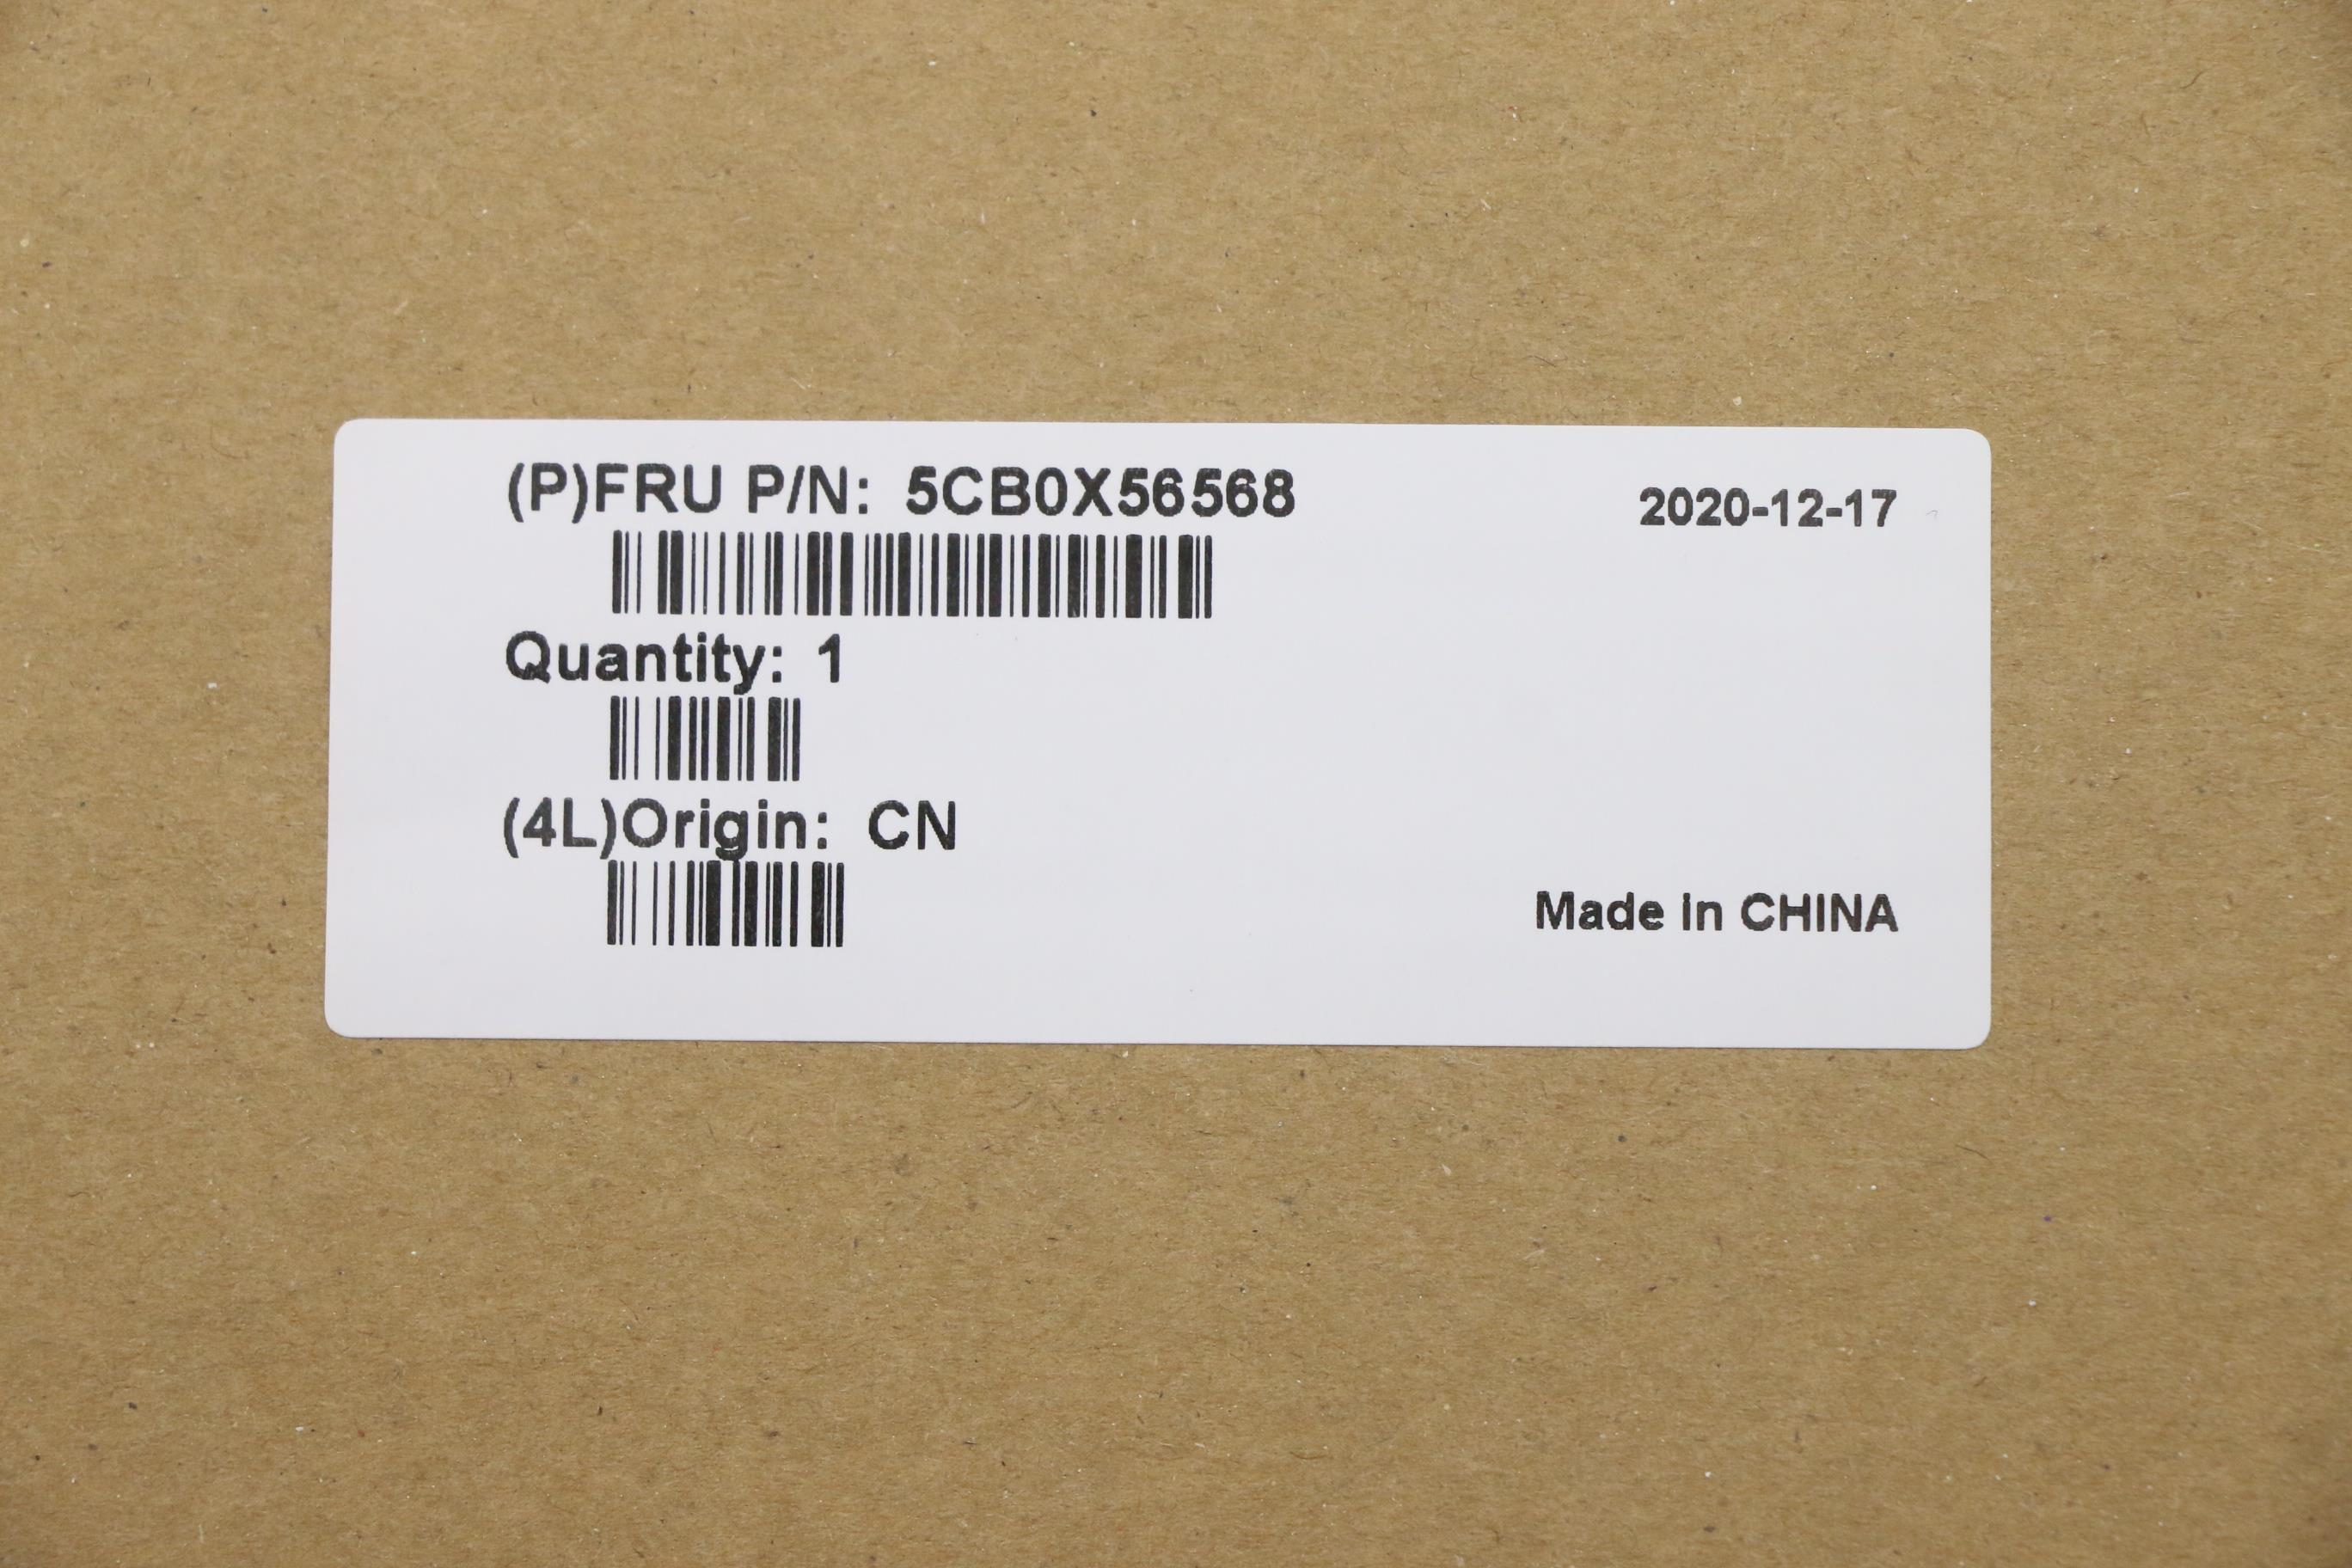 (P)FRU P/N: 5CB0X56568
2020-12-17
Quantity: 1
(4L)Origin: CN
Made in CHINA